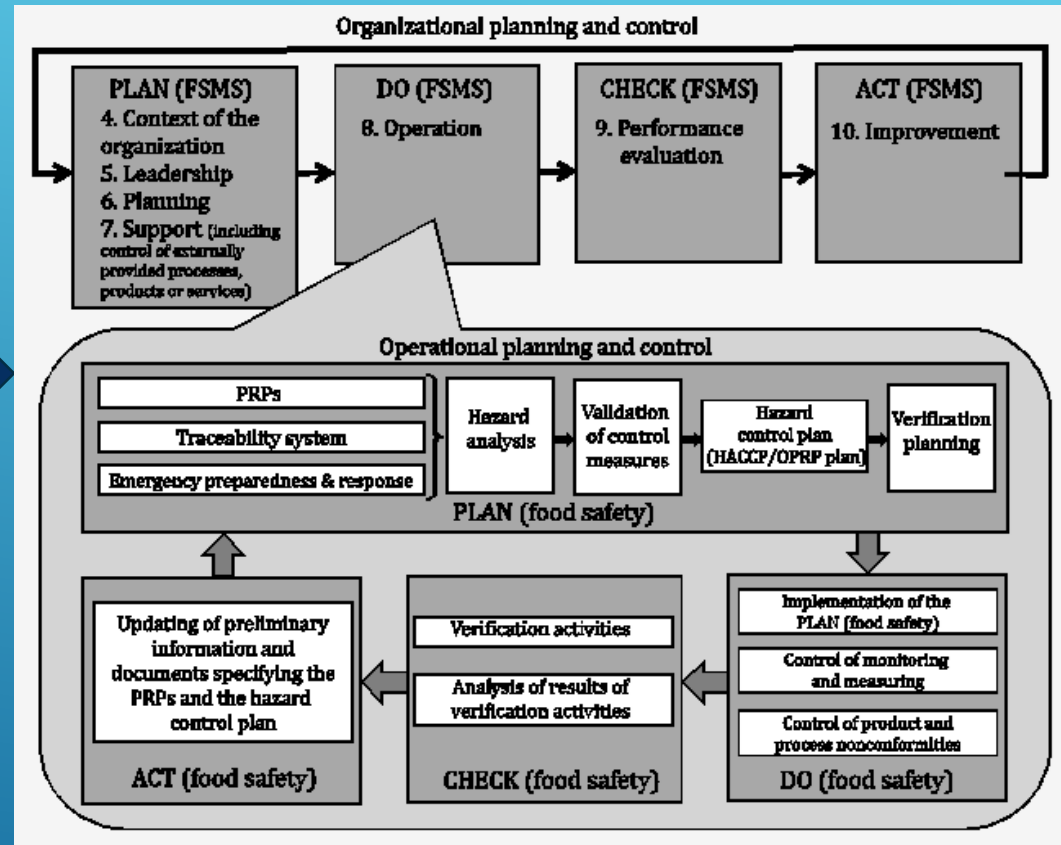 Organizational planning and control
PLAN (FSMS)
4. Context of the
organization
5. Leadership
6. Planning
7. Support (including
control of externally
provided processes,
products or services)
DO (FSMS)
8. Operation
CHECK (FSMS)
9. Performance
evaluation
ACT (FSMS)
10. Improvement
Operational planning and control
PRPs
Traceability system
Emergency preparedness & response
Hazard
analysis
Validation
of control
measures
Hazard
control plan
(HACCP/OPRP plan)
Verification
planning
PLAN (food safety)
Updating of preliminary
information and
documents specifying the
PRPs and the hazard
control plan
ACT (food safety)
Verification activities
Analysis of results of
verification activities
CHECK (food safety)
Implementation of the
PLAN (food safety)
Control of monitoring
and measuring
Control of product and
process nonconformities
DO (food safety)